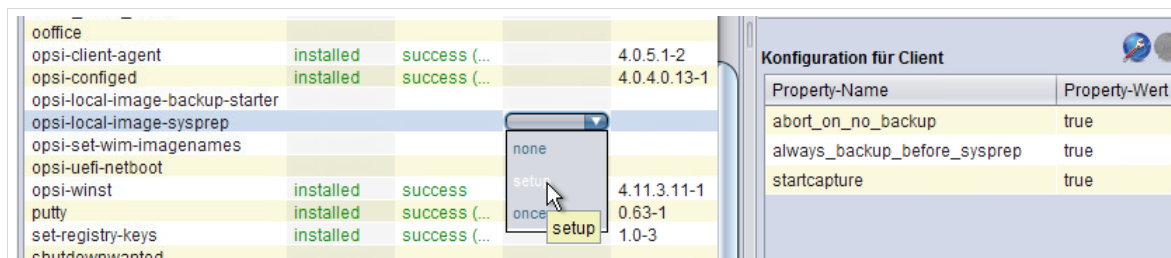 ooffice
opsi-client-agent installed success (... 4.0.5.1-2
opsi-configed installed success (... 4.0.4.0.13-1
opsi-local-image-backup-starter
opsi-local-image-sysprep
opsi-set-wim-imagenames none
opsi-uefi-netboot
opsi-winst installed success setup 4.11.3.11-1
putty installed success (... once 0.63-1
set-registry-keys installed success (... setup 1.0-3
shutdownwanted
Konfiguration für Client
Property-Name Property-Wert
abort_on_no_backup true
always_backup_before_sysprep true
startcapture true